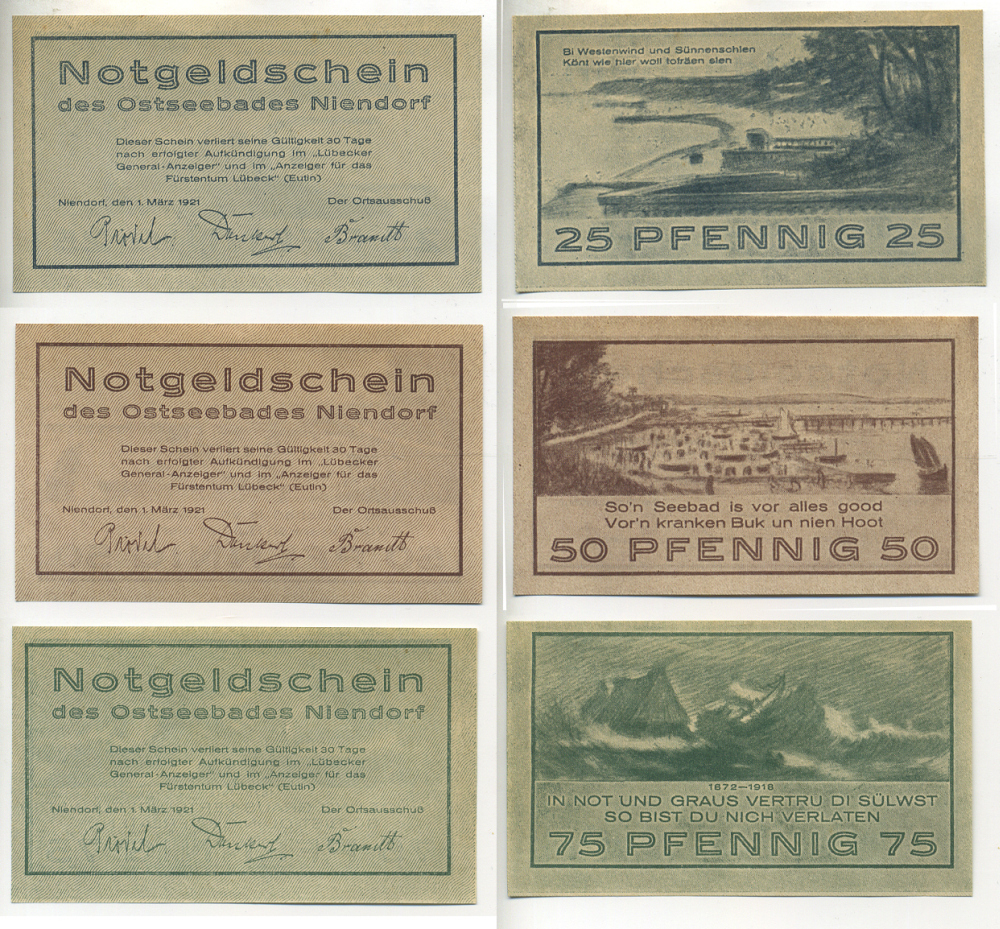 Notgeldschein
des Ostseebades Niendorf
Dieser Schein verliert seine Gültigkeit 30 Tage
nach erfolgter Aufkündigung im „Lübecker
General-Anzeiger" und im „Anzeiger für das
Fürstentum Lübeck" (Eutin)
Niendorf, den 1. März 1921 Der Ortsausschuß
Brandt
Bi Westenwind und Sünnenschien
Könt wie hier woll tofräen sien
25 PFENNIG 25
Notgeldschein
des Ostseebades Niendorf
Dieser Schein verliert seine Gültigkeit 30 Tage
nach erfolgter Aufkündigung im „Lübecker
General-Anzeiger" und im „Anzeiger für das
Fürstentum Lübeck" (Eutin)
Niendorf, den 1. März 1921 Der Ortsausschuß
Brandt
So'n Seebad is vor alles good
Vor'n kranken Buk un nien Hoot
50 PFENNIG 50
Notgeldschein
des Ostseebades Niendorf
Dieser Schein verliert seine Gültigkeit 30 Tage
nach erfolgter Aufkündigung im „Lübecker
General-Anzeiger" und im „Anzeiger für das
Fürstentum Lübeck" (Eutin)
Niendorf, den 1. März 1921 Der Ortsausschuß
Brandt
1872–1918
IN NOT UND GRAUS VERTRU DI SÜLWST
SO BIST DU NICH VERLATEN
75 PFENNIG 75